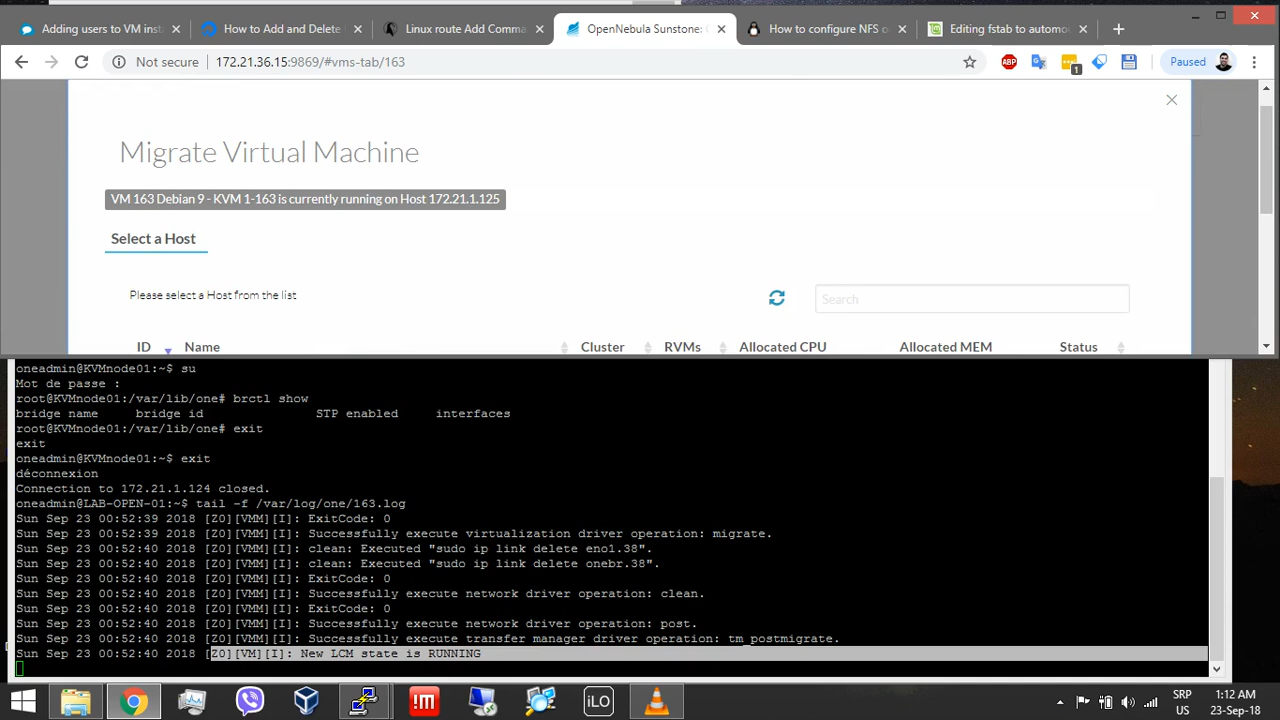 Adding users to VM inst
How to Add and Delete
Linux route Add Comma
OpenNebula Sunstone: C
How to configure NFS o
Editing fstab to automo
Not secure
172.21.36.15:9869/#vms-tab/163
ABP
1
Paused
Migrate Virtual Machine
VM 163 Debian 9 - KVM 1-163 is currently running on Host 172.21.1.125
Select a Host
Please select a Host from the list
Search
ID Name Cluster RVMs Allocated CPU Allocated MEM Status
oneadmin@KVMnode01:~$ su
Mot de passe :
root@KVMnode01:/var/lib/one# brctl show
bridge name bridge id STP enabled interfaces
root@KVMnode01:/var/lib/one# exit
exit
oneadmin@KVMnode01:~$ exit
déconnexion
Connection to 172.21.1.124 closed.
oneadmin@LAB-OPEN-01:~$ tail -f /var/log/one/163.log
Sun Sep 23 00:52:39 2018 [Z0][VMM][I]: ExitCode: 0
Sun Sep 23 00:52:39 2018 [Z0][VMM][I]: Successfully execute virtualization driver operation: migrate.
Sun Sep 23 00:52:40 2018 [Z0][VMM][I]: clean: Executed "sudo ip link delete eno1.38".
Sun Sep 23 00:52:40 2018 [Z0][VMM][I]: clean: Executed "sudo ip link delete onebr.38".
Sun Sep 23 00:52:40 2018 [Z0][VMM][I]: ExitCode: 0
Sun Sep 23 00:52:40 2018 [Z0][VMM][I]: Successfully execute network driver operation: clean.
Sun Sep 23 00:52:40 2018 [Z0][VMM][I]: ExitCode: 0
Sun Sep 23 00:52:40 2018 [Z0][VMM][I]: Successfully execute network driver operation: post.
Sun Sep 23 00:52:40 2018 [Z0][VMM][I]: Successfully execute transfer manager driver operation: tm_postmigrate.
Sun Sep 23 00:52:40 2018 [Z0][VM][I]: New LCM state is RUNNING
iLO
SRP
US
1:12 AM
23-Sep-18